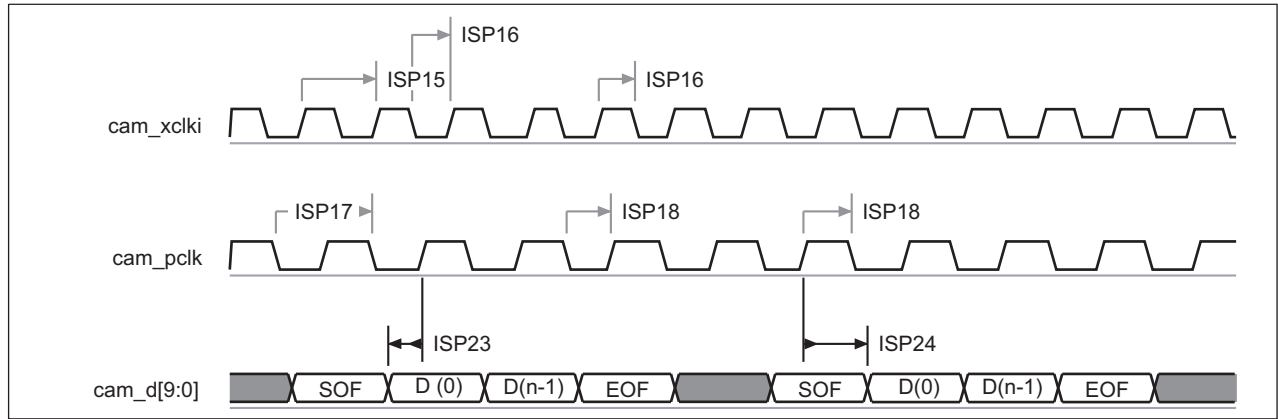 ISP16
ISP15
ISP16
cam_xclki
ISP17
ISP18
ISP18
cam_pclk
ISP23
ISP24
cam_d[9:0]
SOF
D (0)
D(n-1)
EOF
SOF
D(0)
D(n-1)
EOF